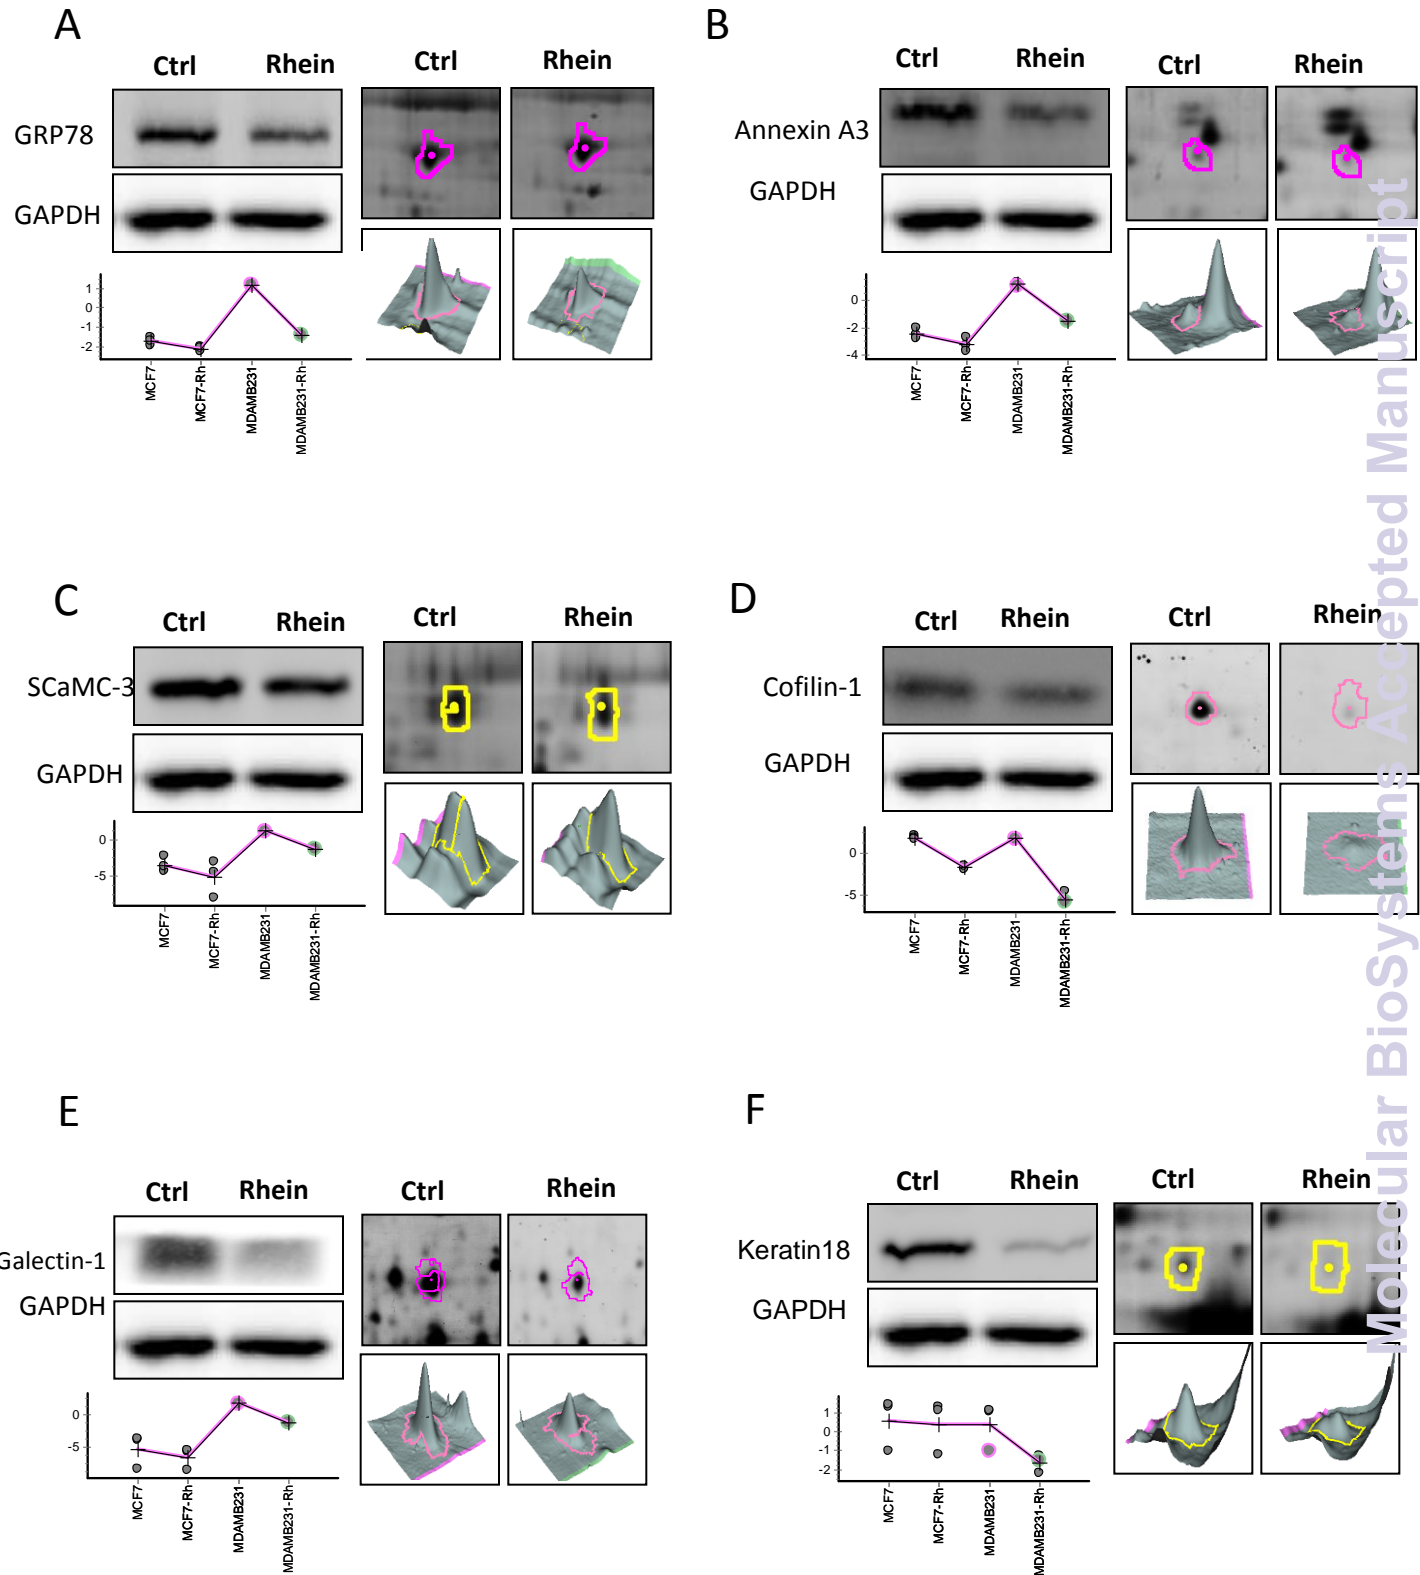 A
Ctrl Rhein Ctrl Rhein
GRP78
GAPDH
1
0
-1
-2
MCF7
MCF7-Rh
MDAMB231
MDAMB231-Rh
B
Ctrl Rhein Ctrl Rhein
Annexin A3
GAPDH
0
-2
-4
MCF7
MCF7-Rh
MDAMB231
MDAMB231-Rh
C
Ctrl Rhein Ctrl Rhein
SCaMC-3
GAPDH
0
-5
MCF7
MCF7-Rh
MDAMB231
MDAMB231-Rh
D
Ctrl Rhein Ctrl Rhein
Cofilin-1
GAPDH
0
-5
MCF7
MCF7-Rh
MDAMB231
MDAMB231-Rh
E
Ctrl Rhein Ctrl Rhein
Galectin-1
GAPDH
0
-5
MCF7
MCF7-Rh
MDAMB231
MDAMB231-Rh
F
Ctrl Rhein Ctrl Rhein
Keratin18
GAPDH
1
0
-1
-2
MCF7
MCF7-Rh
MDAMB231
MDAMB231-Rh
Molecular BioSystems Accepted Manuscript